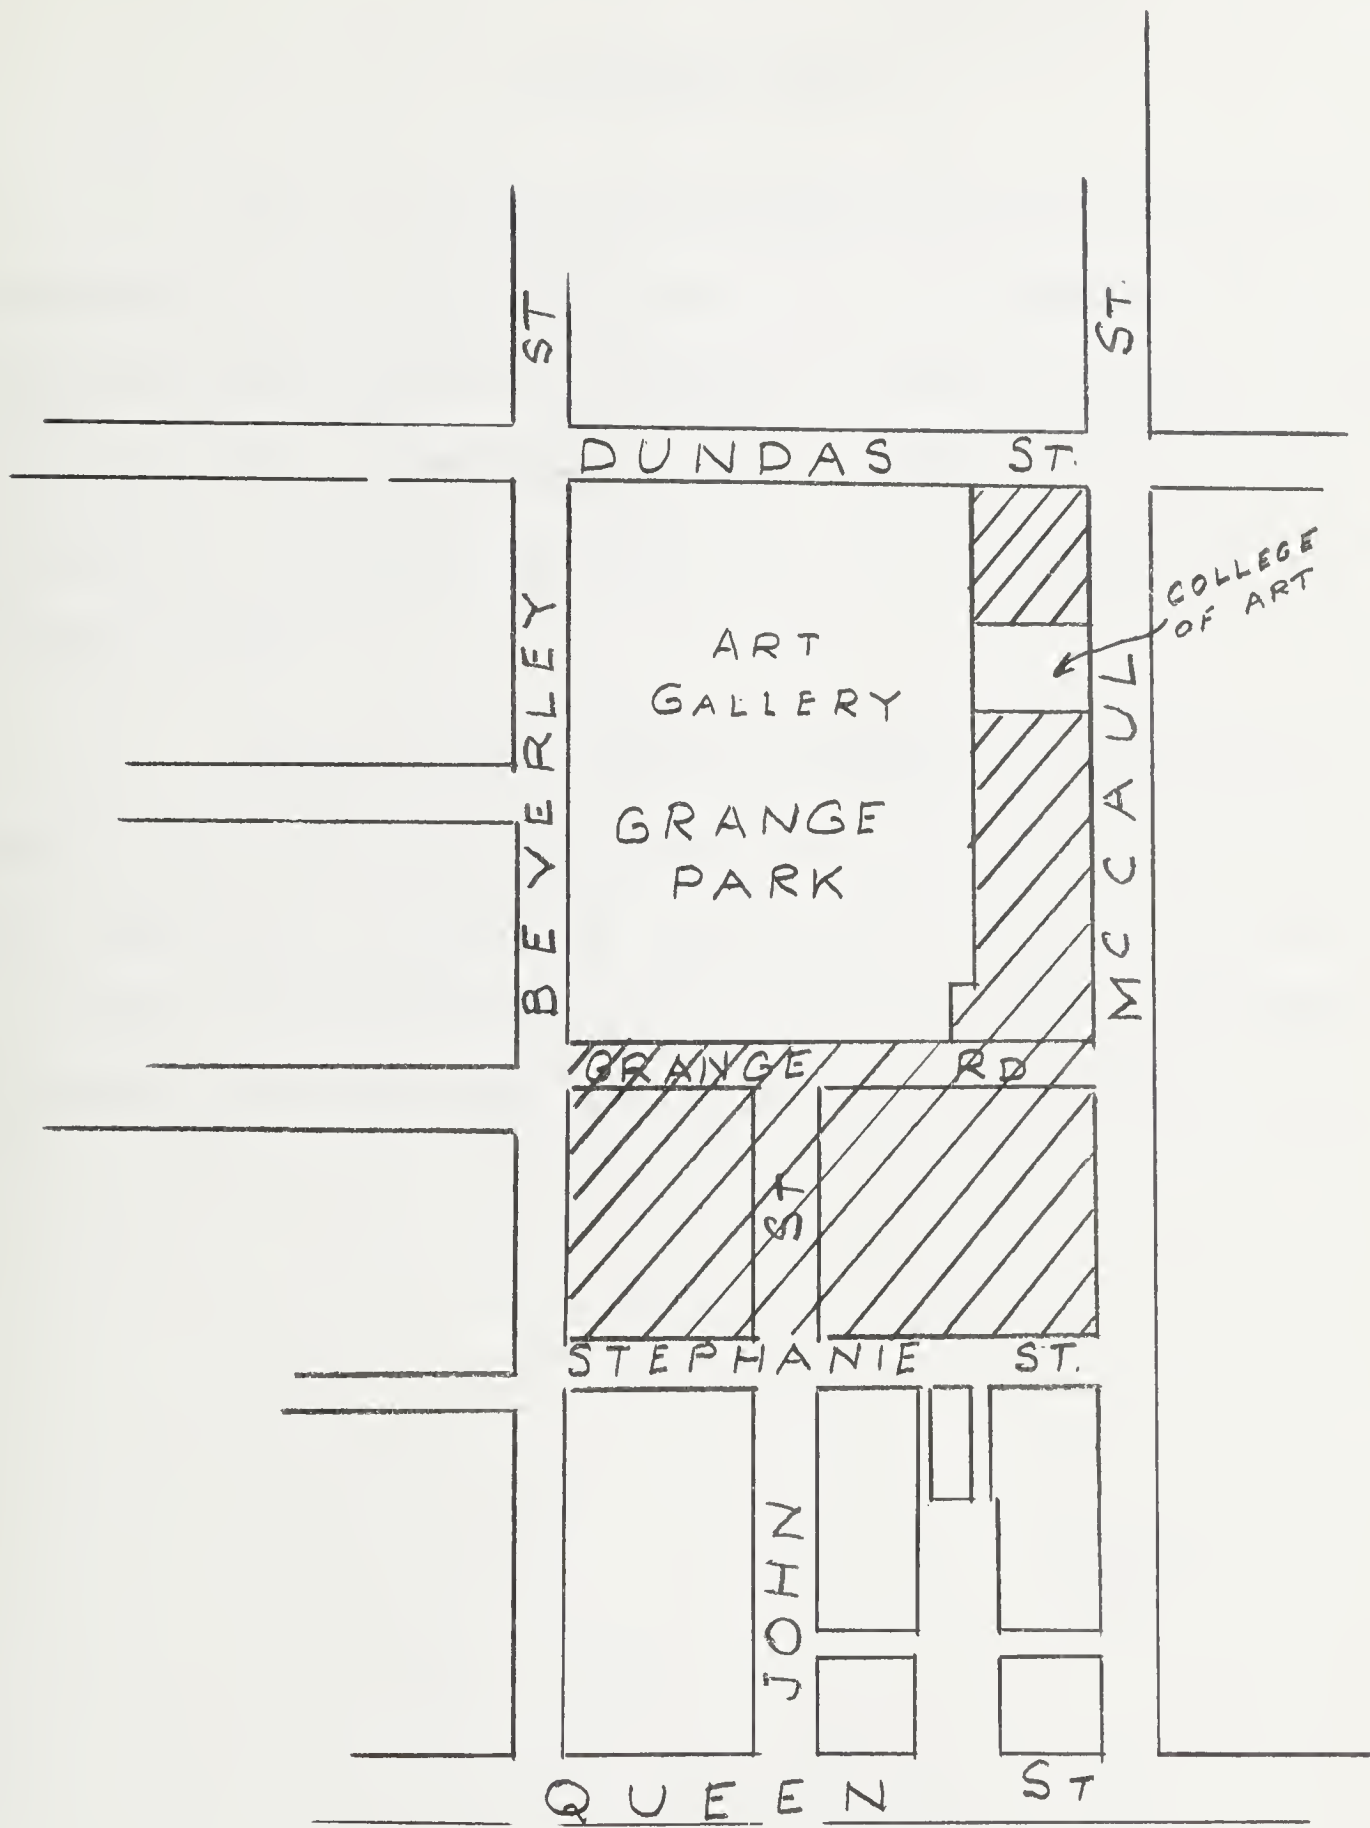 ST
ST.
DUNDAS ST.
COLLEGE
OF ART
BEVERLEY
ART
GALLERY
MCCAUL
GRANGE
PARK
GRANGE RD
ST
STEPHANIE ST.
JOHN
QUEEN ST